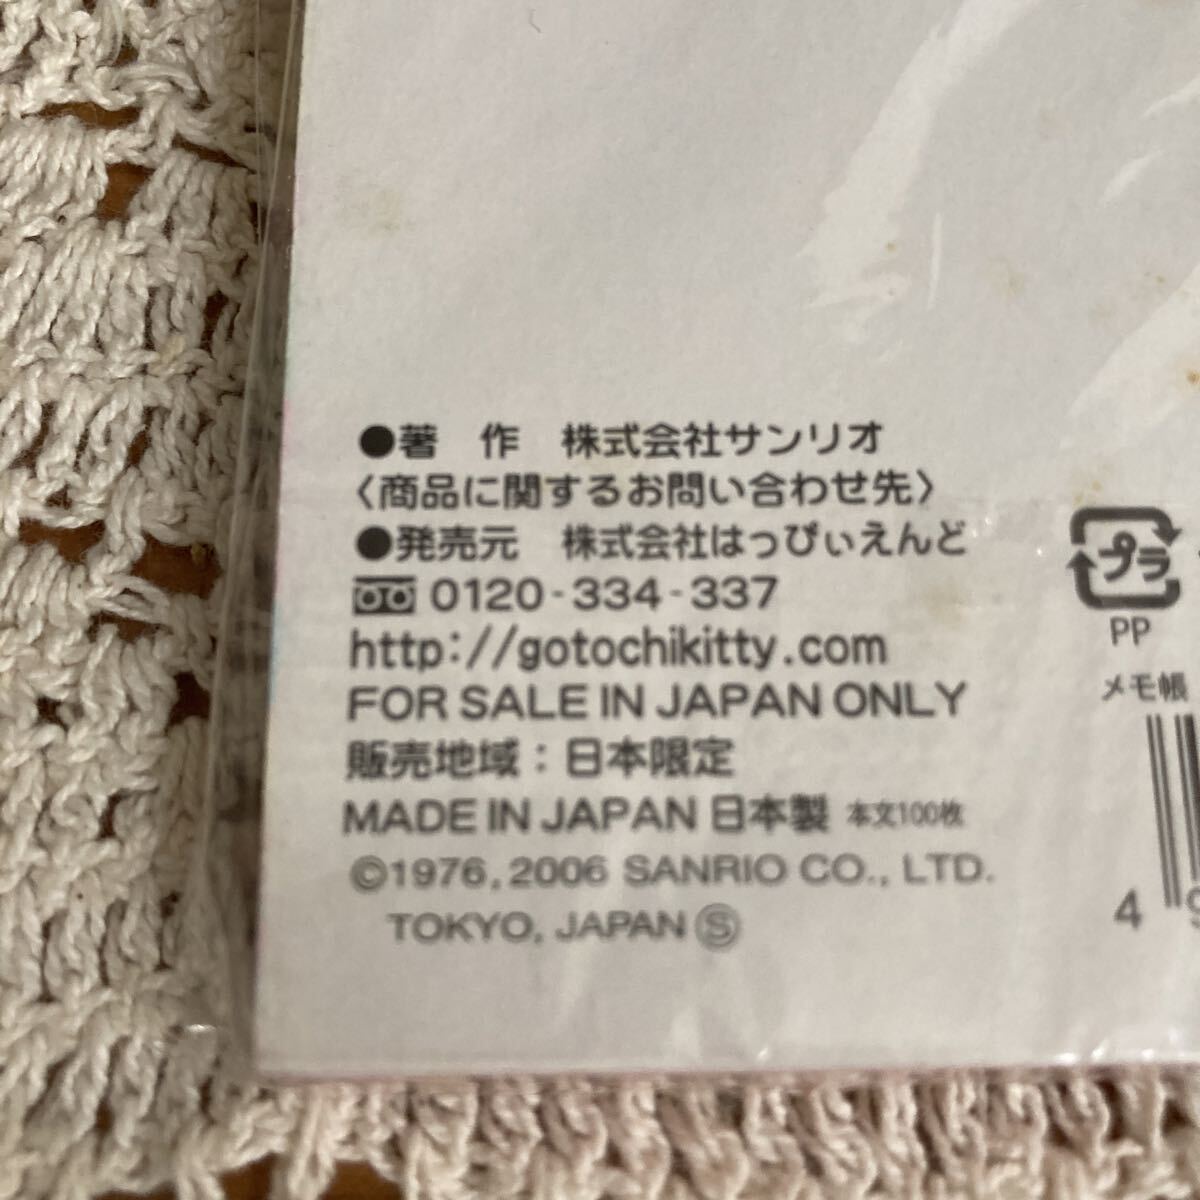 ●著　作　株式会社サンリオ
〈商品に関するお問い合わせ先〉
●発売元　株式会社はっぴぃえんど
0120-334-337
http://gotochikitty.com
FOR SALE IN JAPAN ONLY
販売地域：日本限定
MADE IN JAPAN 日本製 本文100枚
©1976, 2006 SANRIO CO., LTD.
TOKYO, JAPAN Ⓢ
プラ
PP
メモ帳
4 9